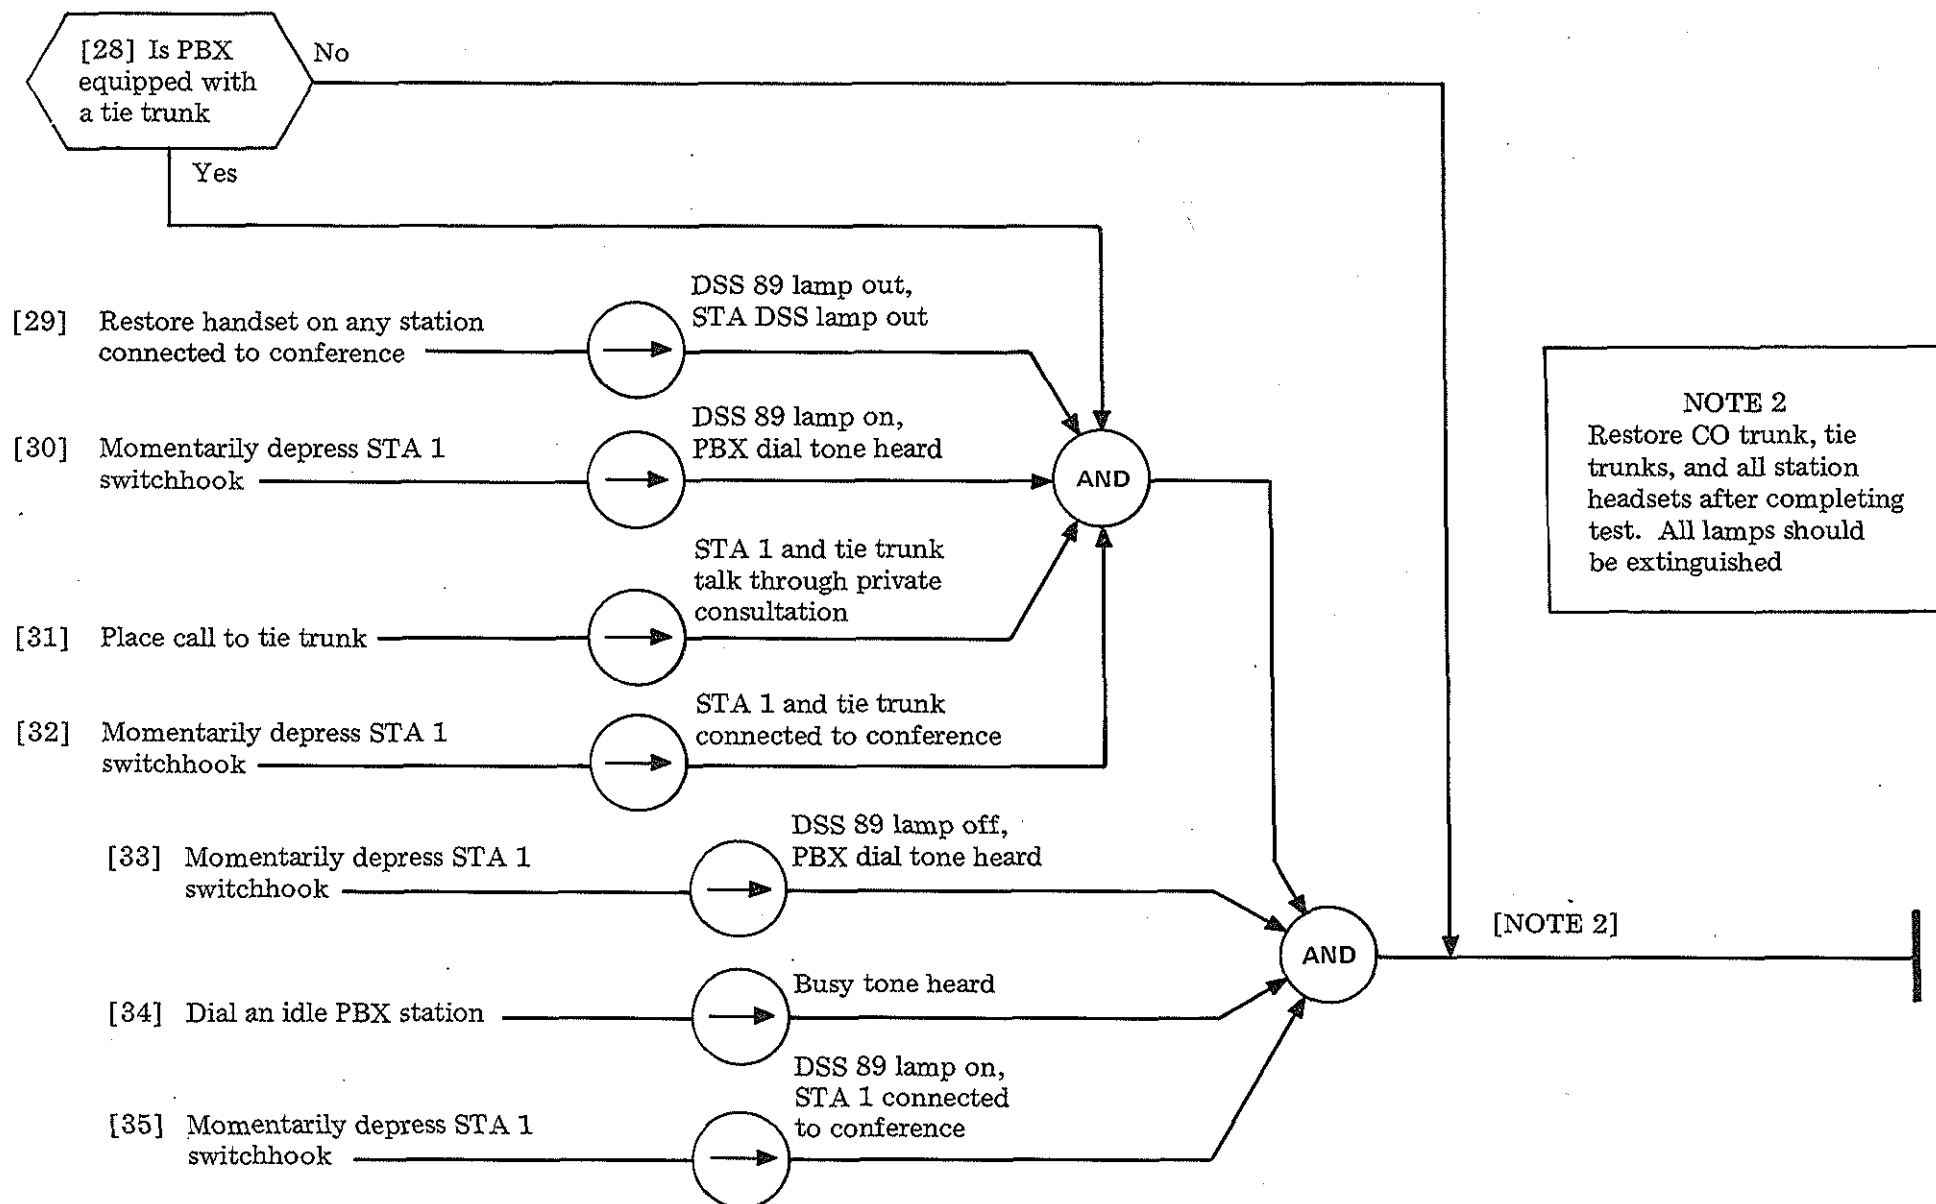 [28] Is PBX
equipped with
a tie trunk
No
Yes
DSS 89 lamp out,
STA DSS lamp out
[29] Restore handset on any station
connected to conference
DSS 89 lamp on,
PBX dial tone heard
[30] Momentarily depress STA 1
switchhook
AND
STA 1 and tie trunk
talk through private
consultation
[31] Place call to tie trunk
STA 1 and tie trunk
connected to conference
[32] Momentarily depress STA 1
switchhook
NOTE 2
Restore CO trunk, tie
trunks, and all station
headsets after completing
test. All lamps should
be extinguished
DSS 89 lamp off,
PBX dial tone heard
[33] Momentarily depress STA 1
switchhook
AND
[NOTE 2]
Busy tone heard
[34] Dial an idle PBX station
DSS 89 lamp on,
STA 1 connected
to conference
[35] Momentarily depress STA 1
switchhook